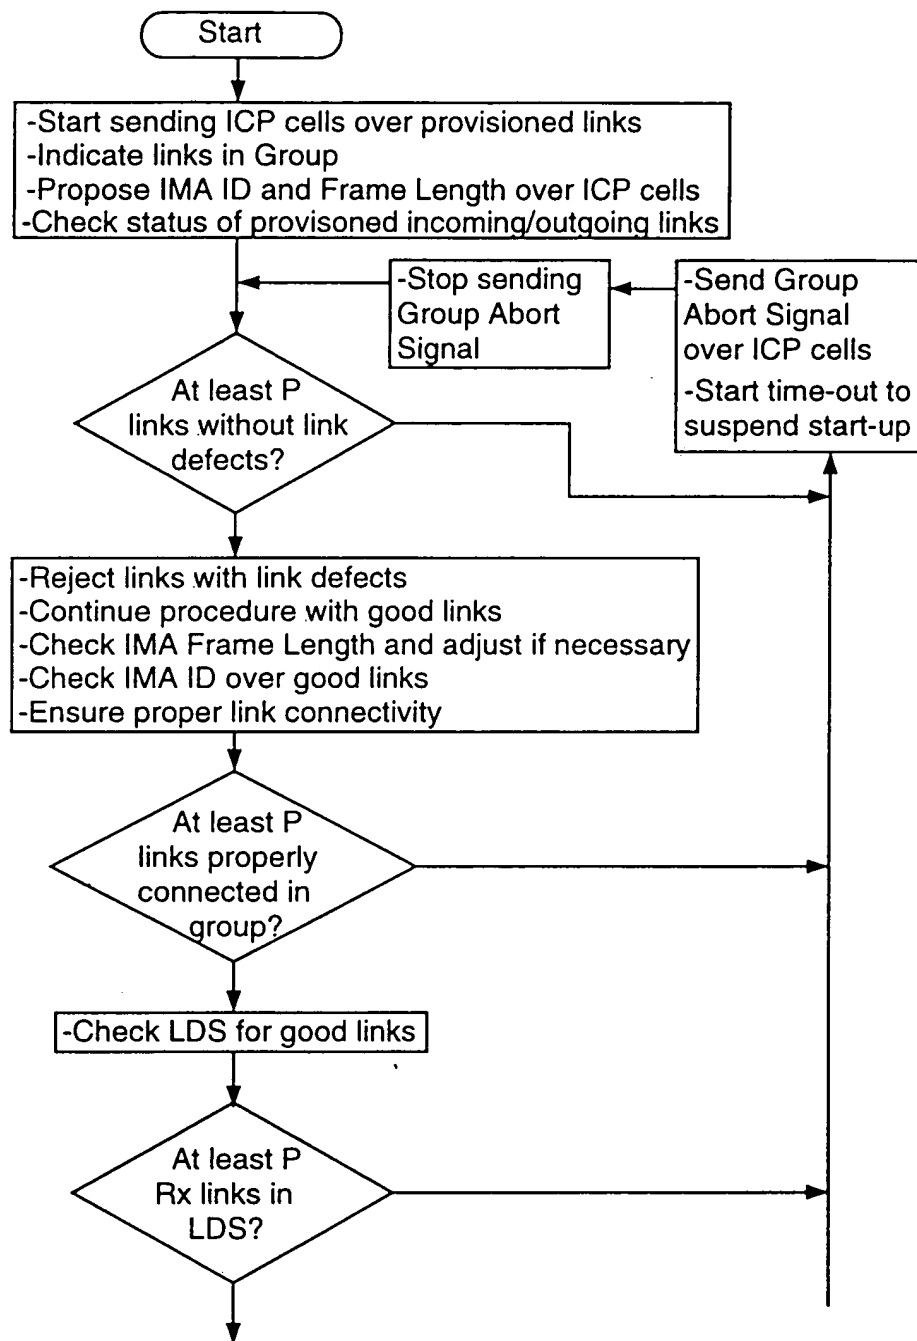 Start
-Start sending ICP cells over provisioned links
-Indicate links in Group
-Propose IMA ID and Frame Length over ICP cells
-Check status of provisoned incoming/outgoing links
-Stop sending
Group Abort
Signal
-Send Group
Abort Signal
over ICP cells
-Start time-out to
suspend start-up
At least P
links without link
defects?
-Reject links with link defects
-Continue procedure with good links
-Check IMA Frame Length and adjust if necessary
-Check IMA ID over good links
-Ensure proper link connectivity
At least P
links properly
connected in
group?
-Check LDS for good links
At least P
Rx links in
LDS?